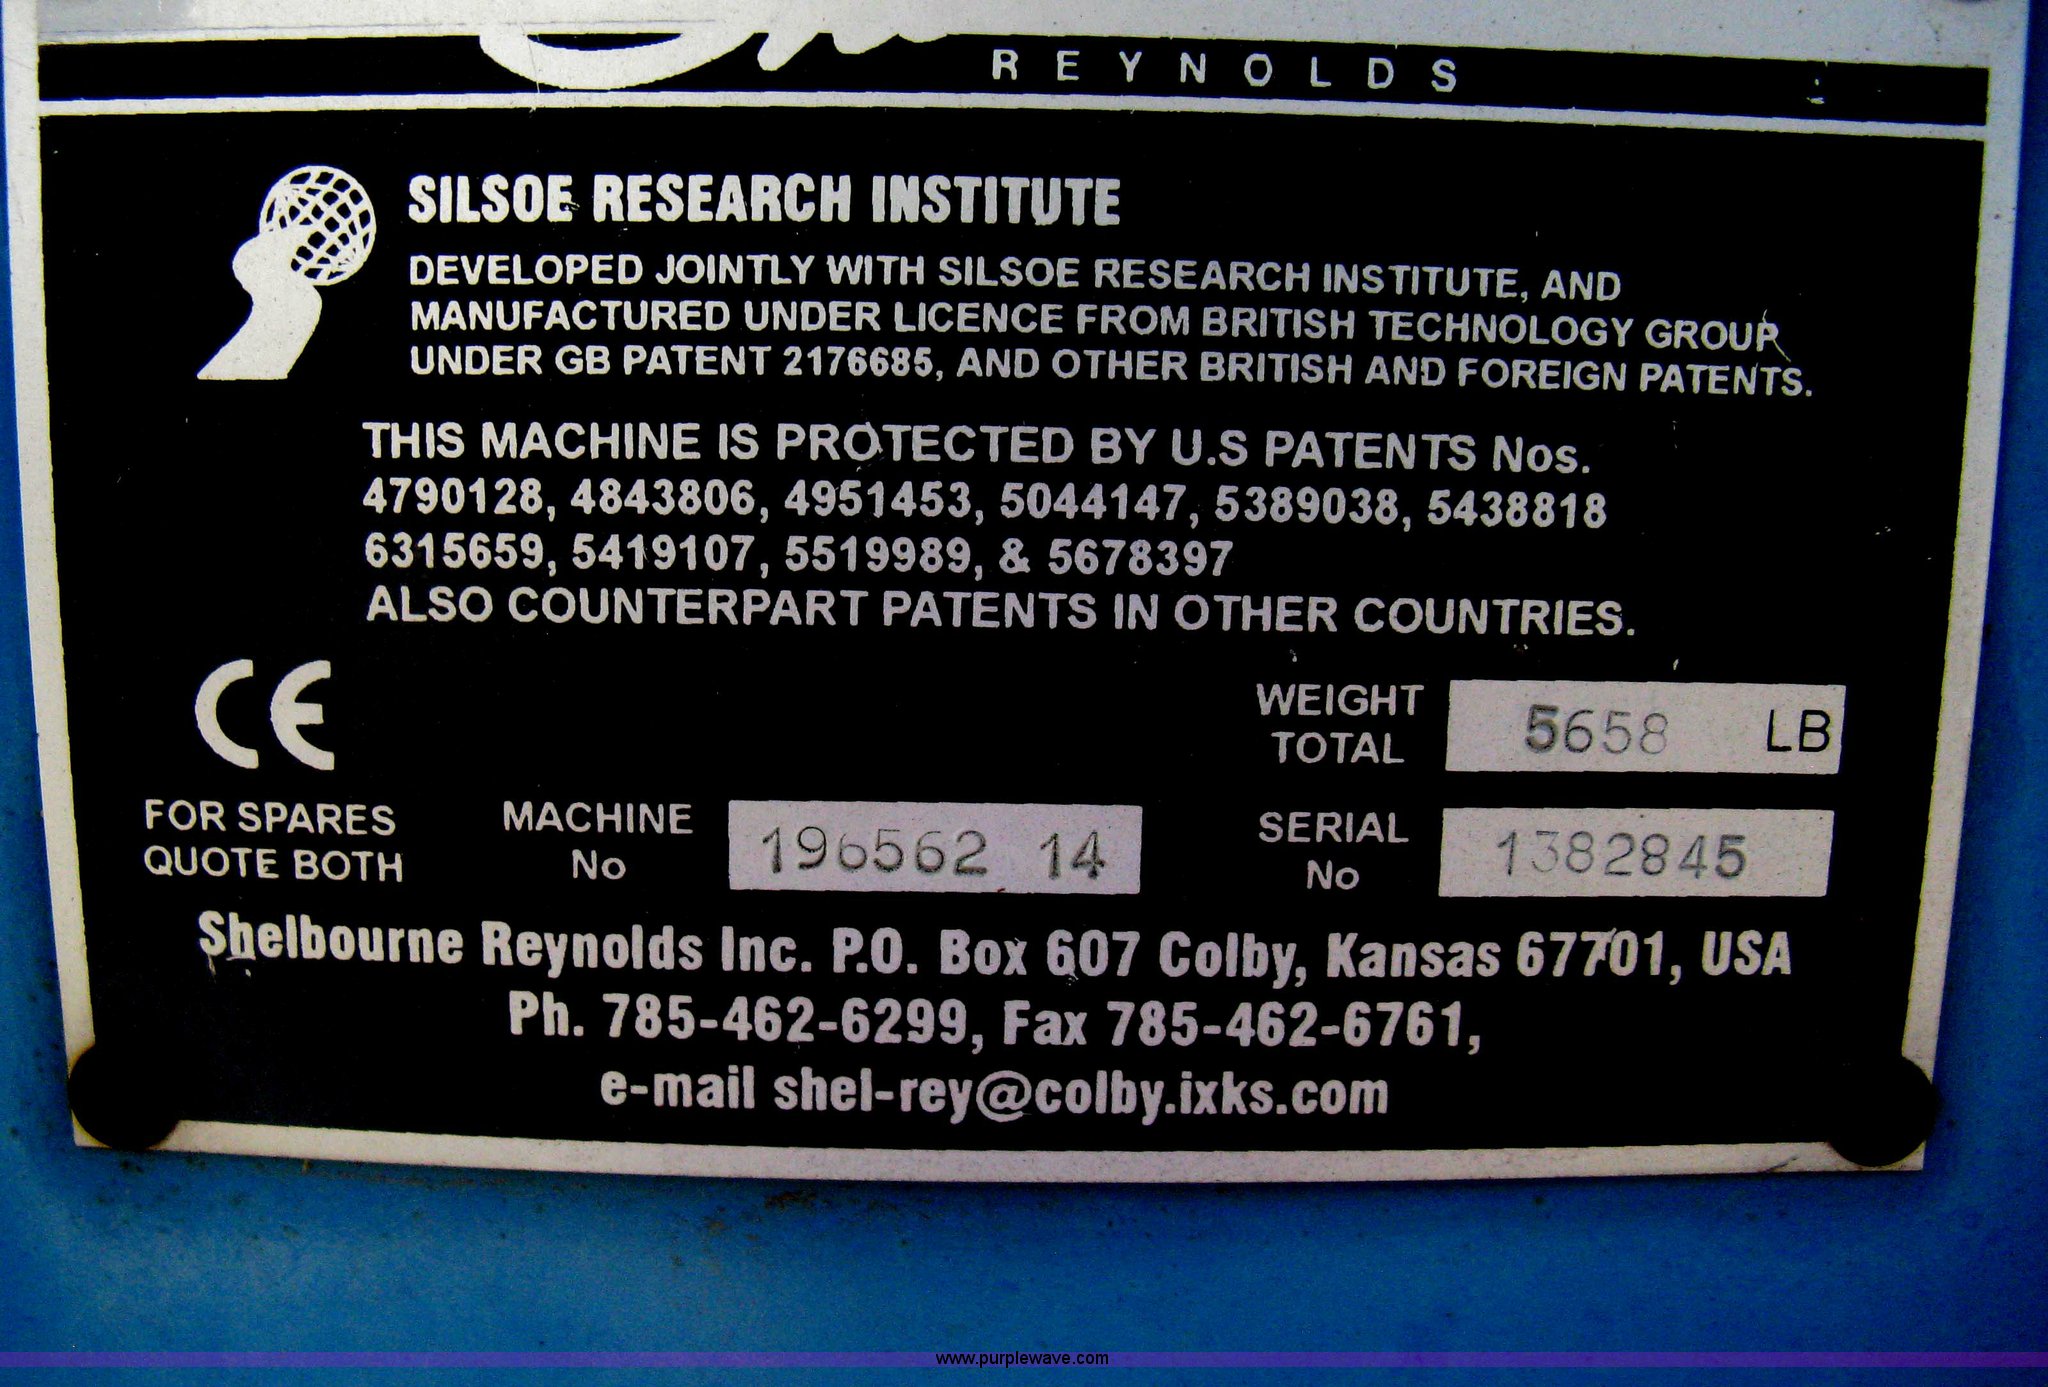 REYNOLDS
SILSOE RESEARCH INSTITUTE
DEVELOPED JOINTLY WITH SILSOE RESEARCH INSTITUTE, AND
MANUFACTURED UNDER LICENCE FROM BRITISH TECHNOLOGY GROUP
UNDER GB PATENT 2176685, AND OTHER BRITISH AND FOREIGN PATENTS.
THIS MACHINE IS PROTECTED BY U.S PATENTS Nos.
4790128, 4843806, 4951453, 5044147, 5389038, 5438818
6315659, 5419107, 5519989, & 5678397
ALSO COUNTERPART PATENTS IN OTHER COUNTRIES.
CE
WEIGHT TOTAL 5658 LB
FOR SPARES
QUOTE BOTH
MACHINE No 196562 14
SERIAL No 1382845
Shelbourne Reynolds Inc. P.O. Box 607 Colby, Kansas 67701, USA
Ph. 785-462-6299, Fax 785-462-6761,
e-mail shel-rey@colby.ixks.com
www.purplewave.com